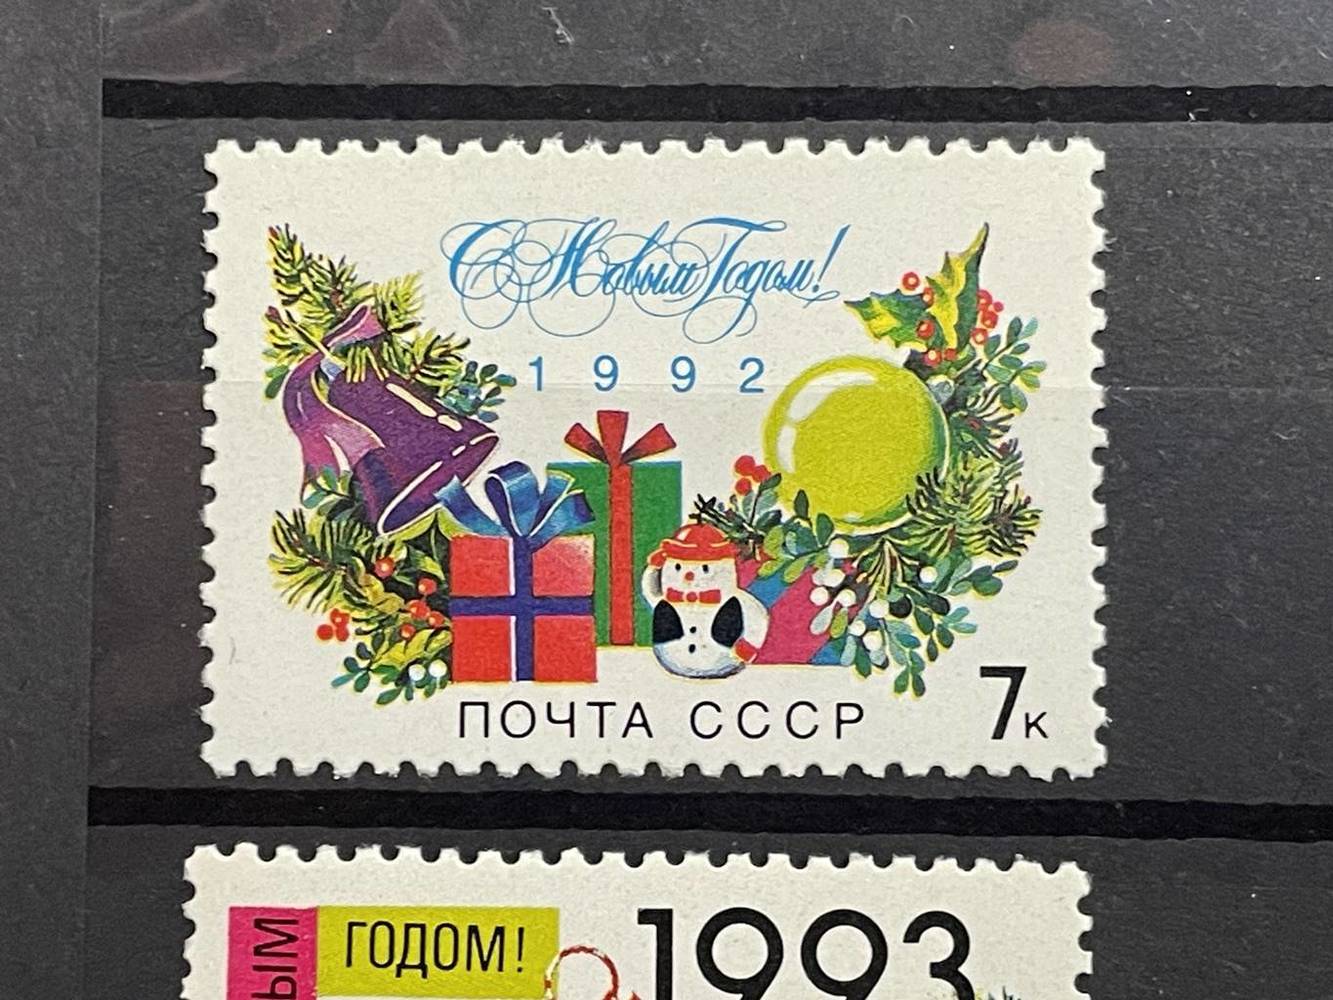 С Новым Годом!
1992
ПОЧТА СССР
7к
ЫМ
ГОДОМ!
1993